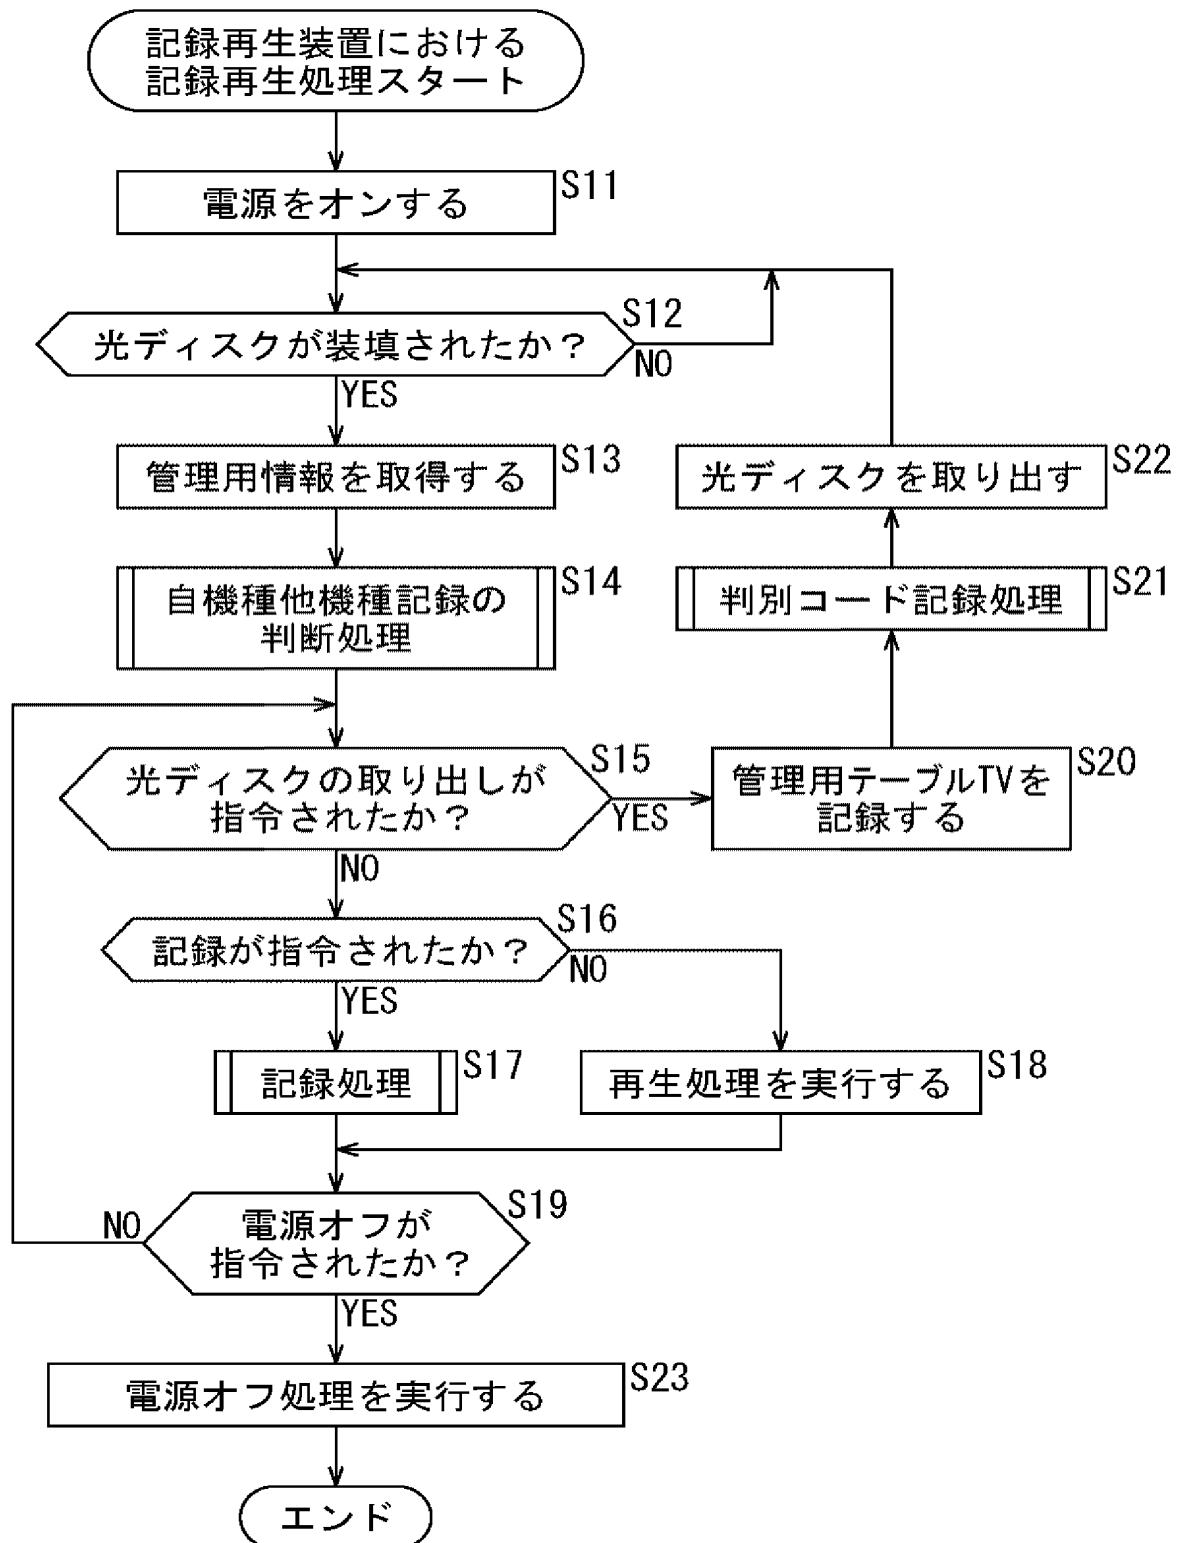 記録再生装置における
記録再生処理スタート
電源をオンする
S11
光ディスクが装填されたか？
S12
NO
YES
管理用情報を取得する
S13
光ディスクを取り出す
S22
自機種他機種記録の
判断処理
S14
判別コード記録処理
S21
光ディスクの取り出しが
指令されたか？
S15
YES
管理用テーブルTVを
記録する
S20
NO
記録が指令されたか？
S16
NO
YES
記録処理
S17
再生処理を実行する
S18
電源オフが
指令されたか？
S19
NO
YES
電源オフ処理を実行する
S23
エンド